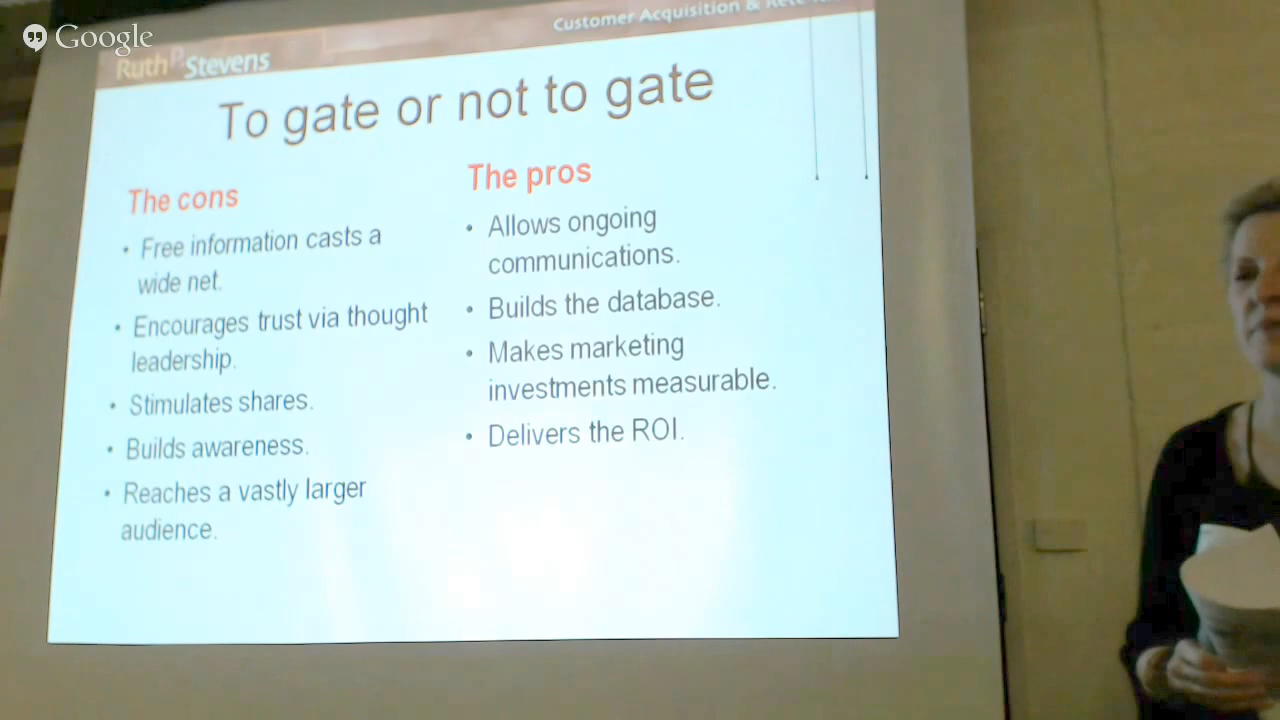 Google
Customer Acquisition &
Ruth P. Stevens
To gate or not to gate
The cons
• Free information casts a
wide net.
• Encourages trust via thought
leadership.
• Stimulates shares.
• Builds awareness.
• Reaches a vastly larger
audience.
The pros
• Allows ongoing
communications.
• Builds the database.
• Makes marketing
investments measurable.
• Delivers the ROI.